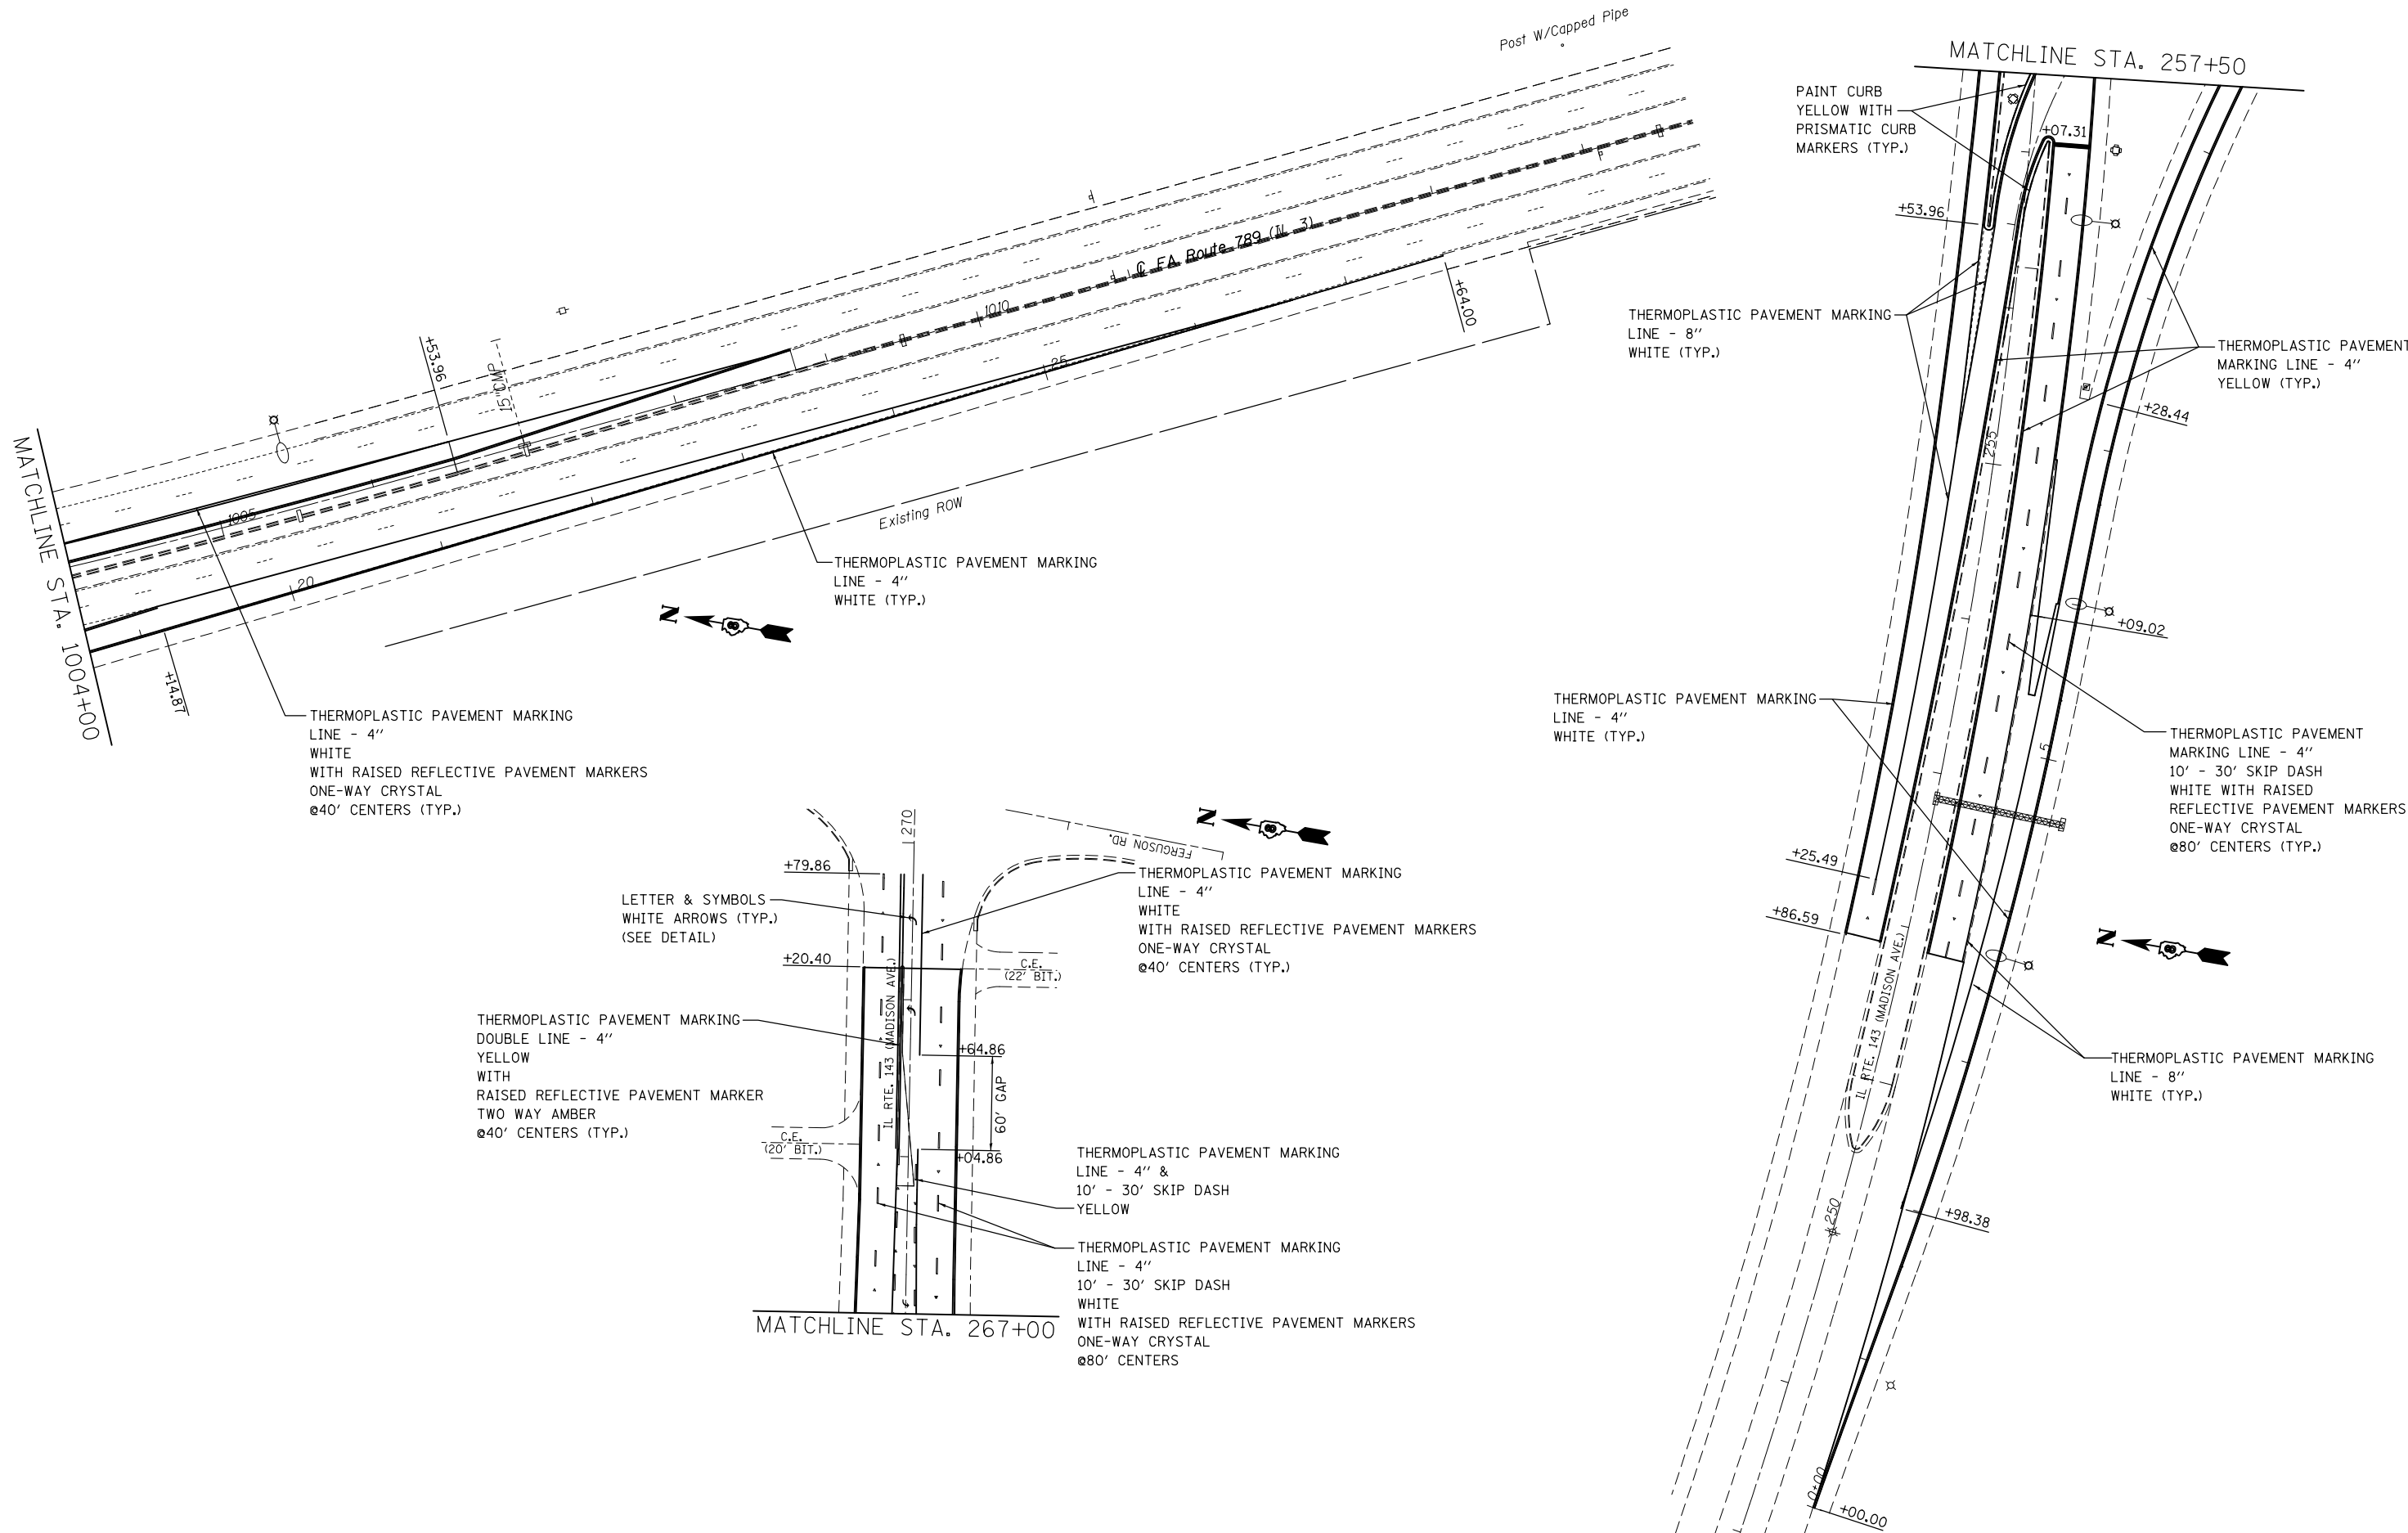 Post W/Capped Pipe
MATCHLINE STA. 257+50
PAINT CURB
YELLOW WITH
PRISMATIC CURB
MARKERS (TYP.)
+07.31
+53.96
℄ FA Route 789 (IL 3)
1010
+64.00
+53.96
15" CMP
25
THERMOPLASTIC PAVEMENT MARKING
LINE - 8"
WHITE (TYP.)
THERMOPLASTIC PAVEMENT
MARKING LINE - 4"
YELLOW (TYP.)
+28.44
255
MATCHLINE STA. 1004+00
1005
Existing ROW
20
THERMOPLASTIC PAVEMENT MARKING
LINE - 4"
WHITE (TYP.)
N
+14.87
+09.02
THERMOPLASTIC PAVEMENT MARKING
LINE - 4"
WHITE
WITH RAISED REFLECTIVE PAVEMENT MARKERS
ONE-WAY CRYSTAL
@40' CENTERS (TYP.)
THERMOPLASTIC PAVEMENT MARKING
LINE - 4"
WHITE (TYP.)
5
THERMOPLASTIC PAVEMENT
MARKING LINE - 4"
10' - 30' SKIP DASH
WHITE WITH RAISED
REFLECTIVE PAVEMENT MARKERS
ONE-WAY CRYSTAL
@80' CENTERS (TYP.)
270
N
FERGUSON RD.
+79.86
LETTER & SYMBOLS
WHITE ARROWS (TYP.)
(SEE DETAIL)
+20.40
THERMOPLASTIC PAVEMENT MARKING
LINE - 4"
WHITE
WITH RAISED REFLECTIVE PAVEMENT MARKERS
ONE-WAY CRYSTAL
@40' CENTERS (TYP.)
C.E.
(22' BIT.)
+25.49
+86.59
N
IL RTE. 143 (MADISON AVE.)
THERMOPLASTIC PAVEMENT MARKING
DOUBLE LINE - 4"
YELLOW
WITH
RAISED REFLECTIVE PAVEMENT MARKER
TWO WAY AMBER
@40' CENTERS (TYP.)
IL RTE. 143 (MADISON AVE.)
+64.86
60' GAP
+04.86
C.E.
(20' BIT.)
THERMOPLASTIC PAVEMENT MARKING
LINE - 8"
WHITE (TYP.)
THERMOPLASTIC PAVEMENT MARKING
LINE - 4" &
10' - 30' SKIP DASH
YELLOW
THERMOPLASTIC PAVEMENT MARKING
LINE - 4"
10' - 30' SKIP DASH
WHITE
WITH RAISED REFLECTIVE PAVEMENT MARKERS
ONE-WAY CRYSTAL
@80' CENTERS
MATCHLINE STA. 267+00
250
+98.38
0+00
+00.00